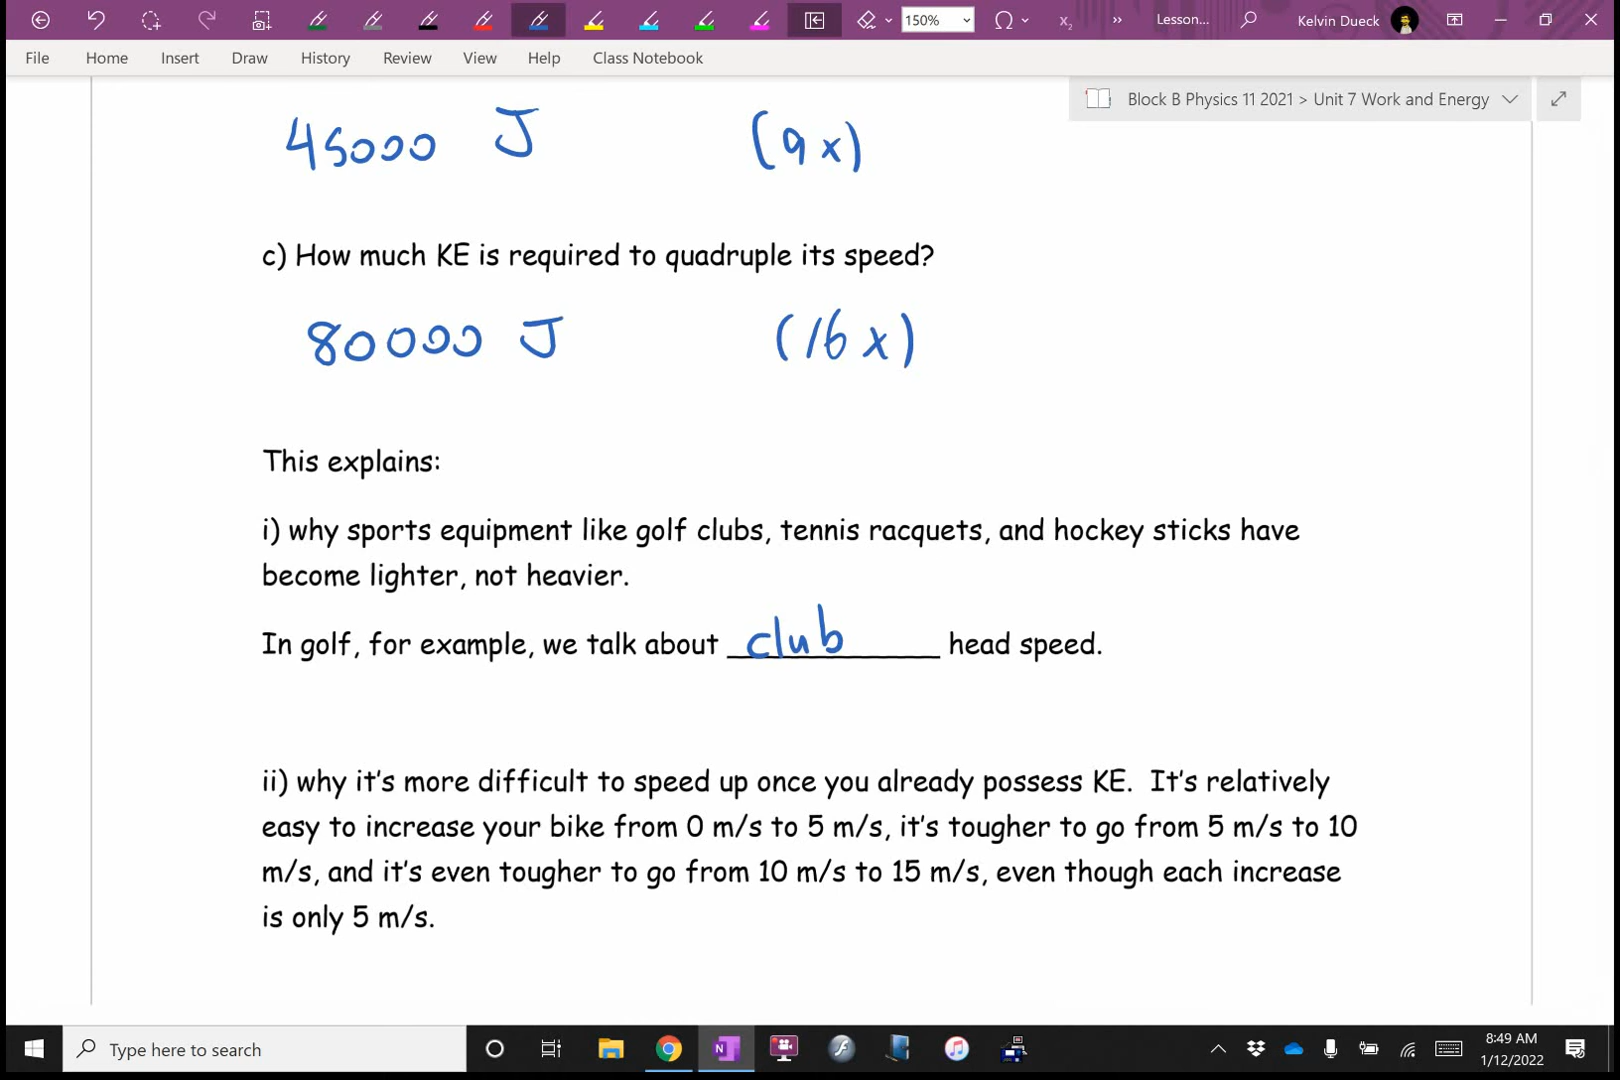 150%
Lesson...
Kelvin Dueck
File Home Insert Draw History Review View Help Class Notebook
Block B Physics 11 2021 > Unit 7 Work and Energy
45000 J (9x)
c) How much KE is required to quadruple its speed?
80000 J (16x)
This explains:
i) why sports equipment like golf clubs, tennis racquets, and hockey sticks have
become lighter, not heavier.
In golf, for example, we talk about club head speed.
ii) why it's more difficult to speed up once you already possess KE. It's relatively
easy to increase your bike from 0 m/s to 5 m/s, it's tougher to go from 5 m/s to 10
m/s, and it's even tougher to go from 10 m/s to 15 m/s, even though each increase
is only 5 m/s.
Type here to search
8:49 AM
1/12/2022